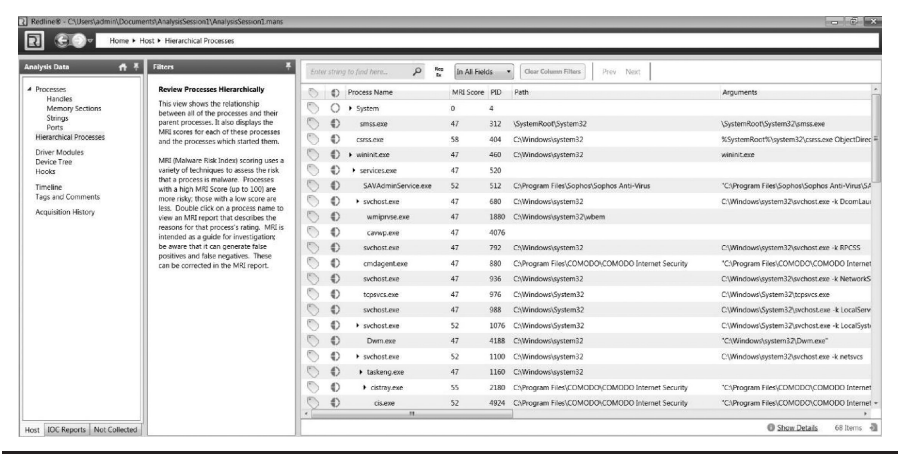 Redline® - C:\Users\admin\Documents\AnalysisSession1\AnalysisSession1.mans
Home ▸ Host ▸ Hierarchical Processes
Analysis Data
Processes
Handles
Memory Sections
Strings
Ports
Hierarchical Processes
Driver Modules
Device Tree
Hooks
Timeline
Tags and Comments
Acquisition History
Host IOC Reports Not Collected
Filters
Review Processes Hierarchically
This view shows the relationship
between all of the processes and their
parent processes. It also displays the
MRI scores for each of these processes
and the processes which started them.
MRI (Malware Risk Index) scoring uses a
variety of techniques to assess the risk
that a process is malware. Processes
with a high MRI Score (up to 100) are
more risky; those with a low score are
less. Double click on a process name to
view an MRI report that describes the
reasons for that process's rating. MRI is
intended as a guide for investigation;
be aware that it can generate false
positives and false negatives. These
can be corrected in the MRI report.
Enter string to find here... Reg Ex In All Fields Clear Column Filters Prev Next
Process Name MRI Score PID Path Arguments
System 0 4
smss.exe 47 312 \SystemRoot\System32 \SystemRoot\System32\smss.exe
csrss.exe 58 404 C:\Windows\system32 %SystemRoot%\system32\csrss.exe ObjectDirec
wininit.exe 47 460 C:\Windows\system32 wininit.exe
services.exe 47 520
SAVAdminService.exe 52 512 C:\Program Files\Sophos\Sophos Anti-Virus "C:\Program Files\Sophos\Sophos Anti-Virus\SA
svchost.exe 47 680 C:\Windows\system32 C:\Windows\system32\svchost.exe -k DcomLau
wmiprvse.exe 47 1880 C:\Windows\system32\wbem
cavwp.exe 47 4076
svchost.exe 47 792 C:\Windows\system32 C:\Windows\system32\svchost.exe -k RPCSS
cmdagent.exe 47 880 C:\Program Files\COMODO\COMODO Internet Security "C:\Program Files\COMODO\COMODO Internet
svchost.exe 47 936 C:\Windows\system32 C:\Windows\system32\svchost.exe -k NetworkS
tcpsvcs.exe 47 976 C:\Windows\System32 C:\Windows\System32\tcpsvcs.exe
svchost.exe 47 988 C:\Windows\System32 C:\Windows\System32\svchost.exe -k LocalServ
svchost.exe 52 1076 C:\Windows\System32 C:\Windows\System32\svchost.exe -k LocalSyst
Dwm.exe 47 4188 C:\Windows\system32 "C:\Windows\system32\Dwm.exe"
svchost.exe 52 1100 C:\Windows\system32 C:\Windows\system32\svchost.exe -k netsvcs
taskeng.exe 47 1160 C:\Windows\system32
cistray.exe 55 2180 C:\Program Files\COMODO\COMODO Internet Security "C:\Program Files\COMODO\COMODO Internet
cis.exe 52 4924 C:\Program Files\COMODO\COMODO Internet Security "C:\Program Files\COMODO\COMODO Internet
Show Details 68 Items